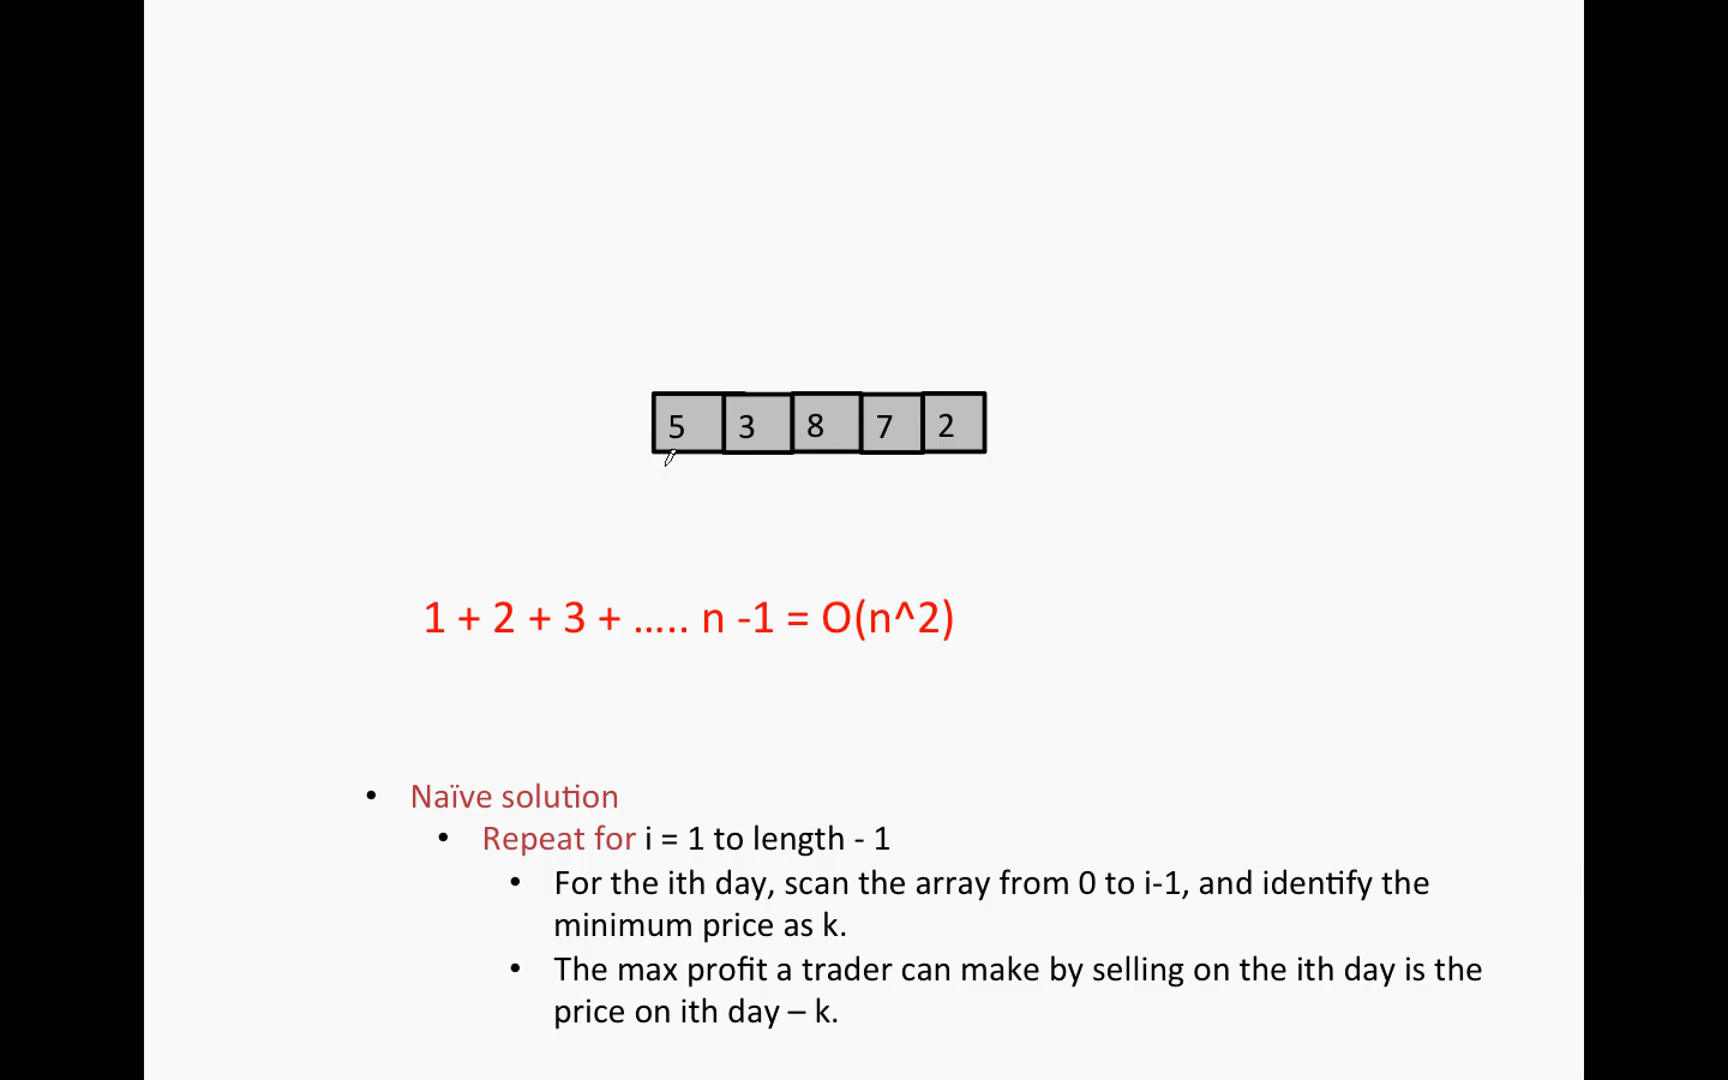 5 3 8 7 2
1 + 2 + 3 + ..... n -1 = O(n^2)
• Naïve solution
• Repeat for i = 1 to length - 1
• For the ith day, scan the array from 0 to i-1, and identify the
minimum price as k.
• The max profit a trader can make by selling on the ith day is the
price on ith day – k.